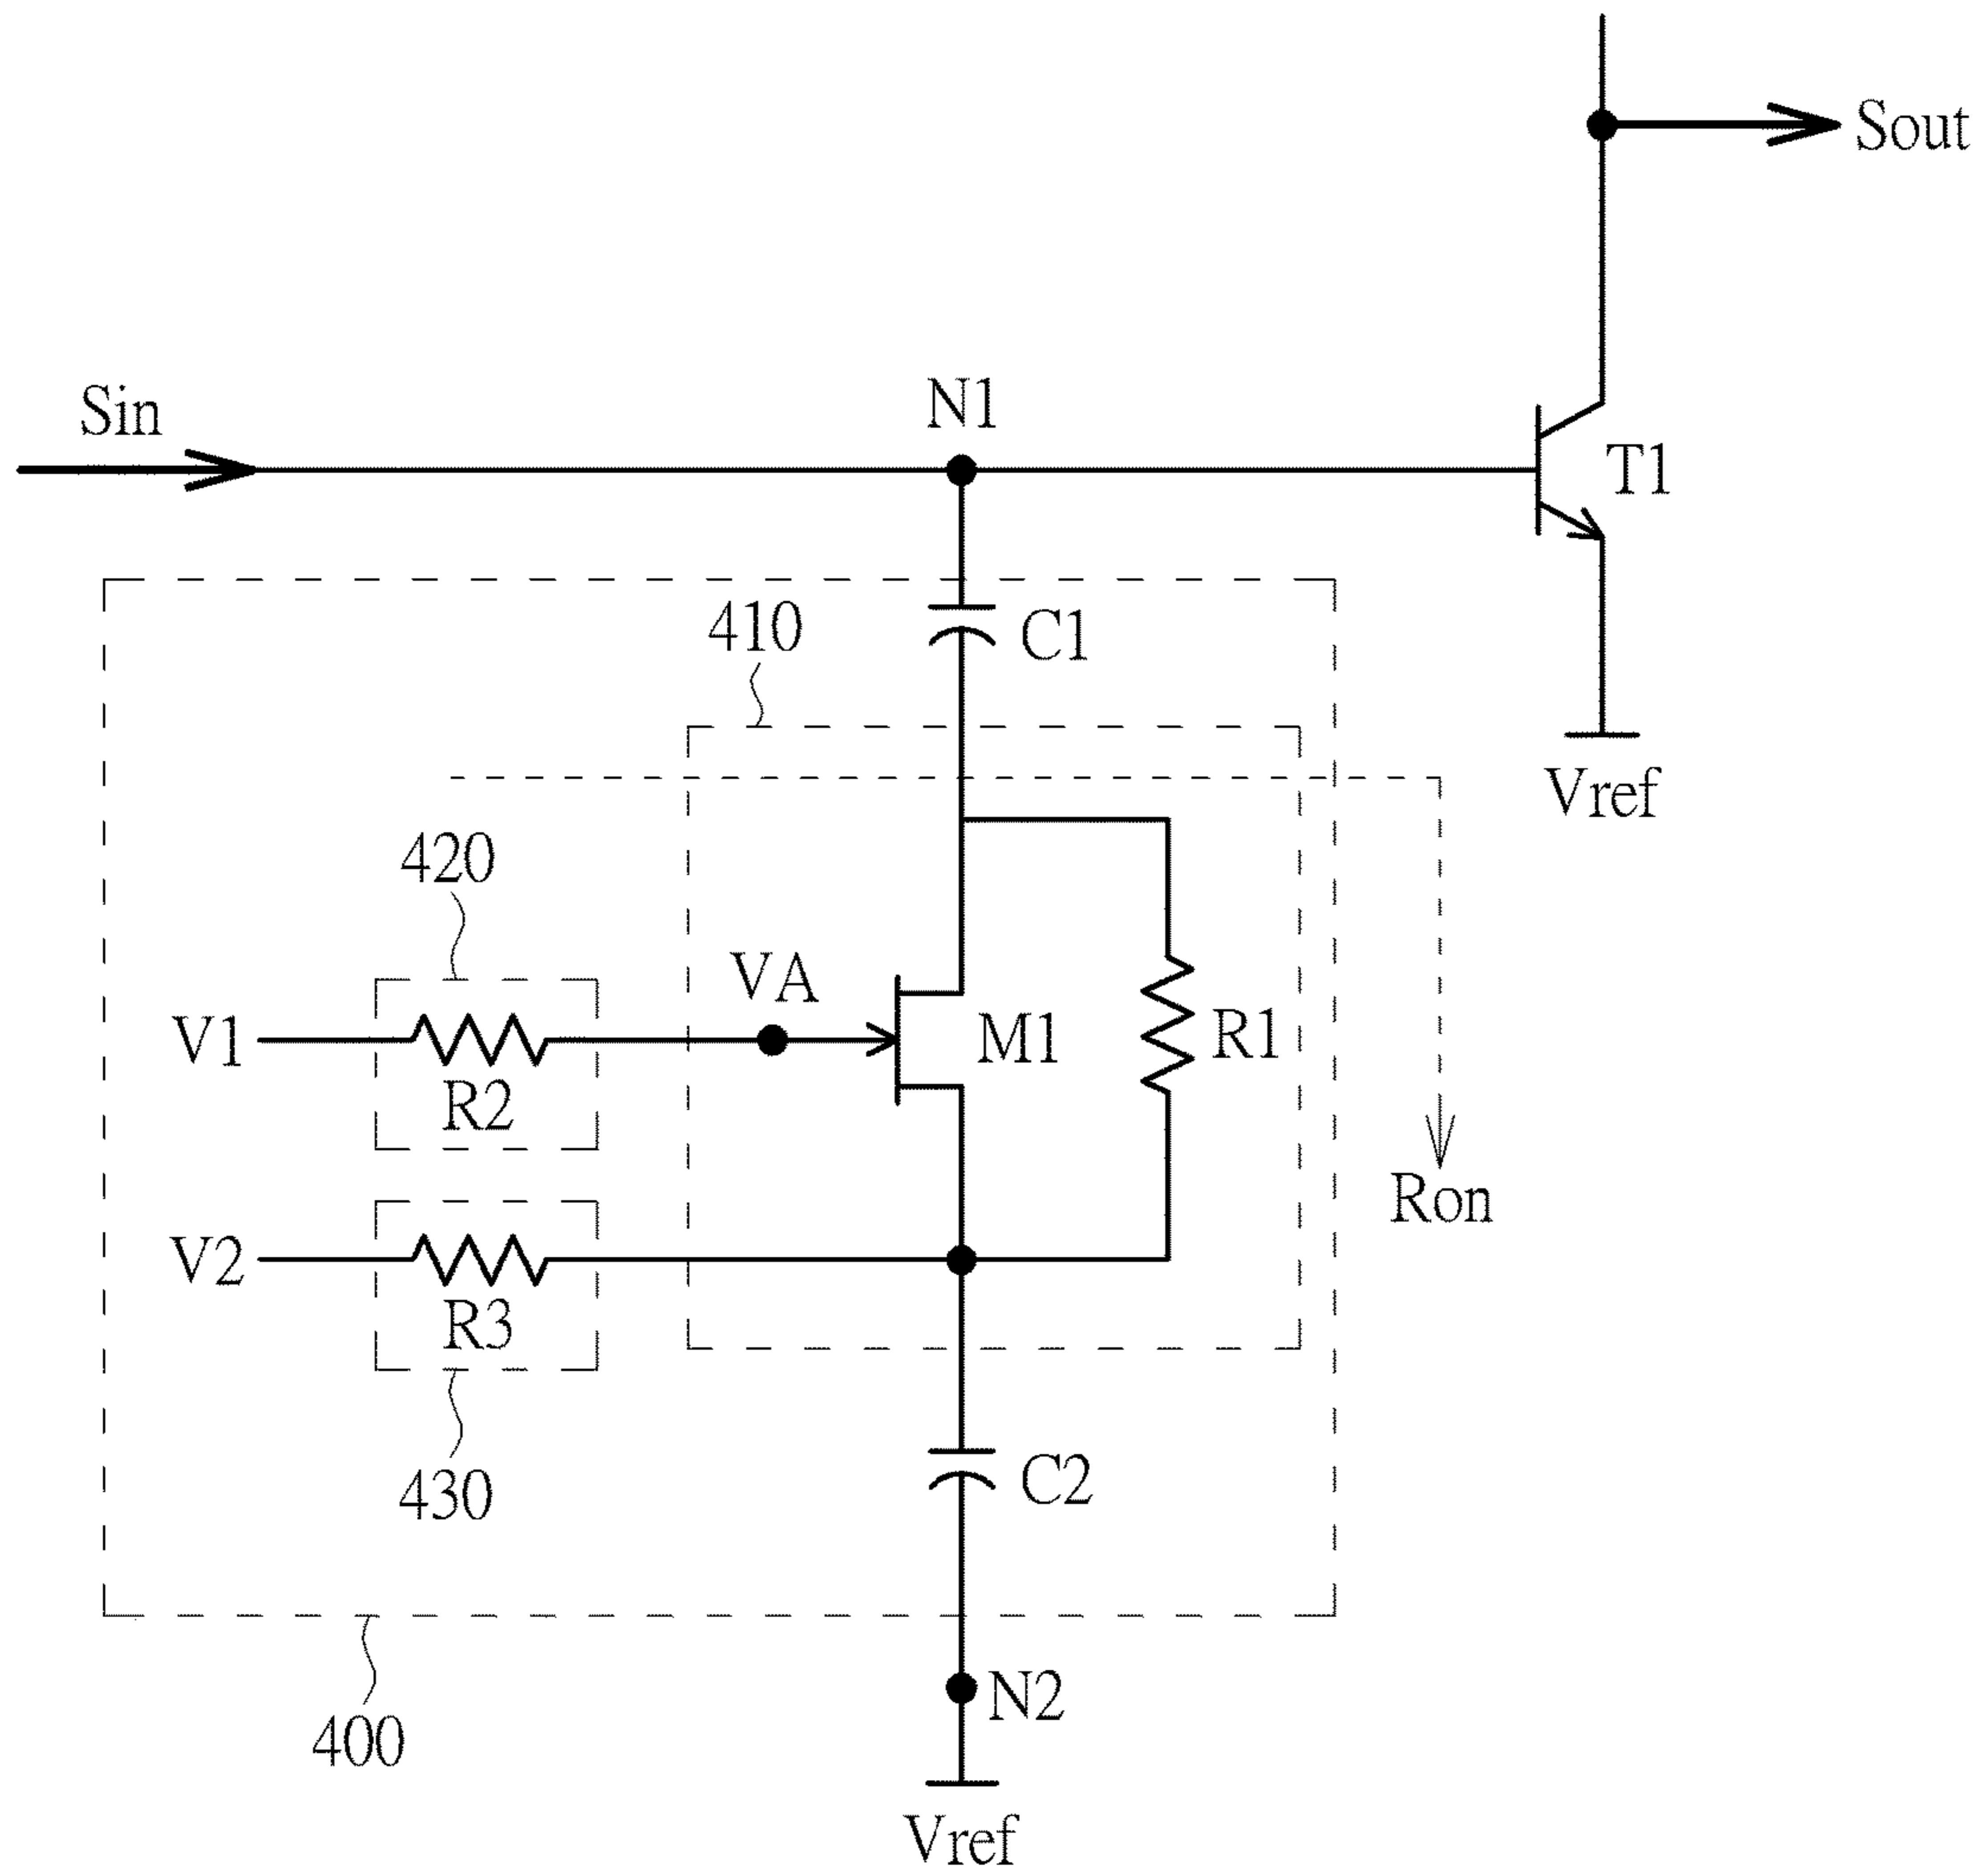 Sout
Sin
N1
T1
410
C1
Vref
420
VA
V1
M1
R1
R2
Ron
V2
R3
430
C2
N2
400
Vref